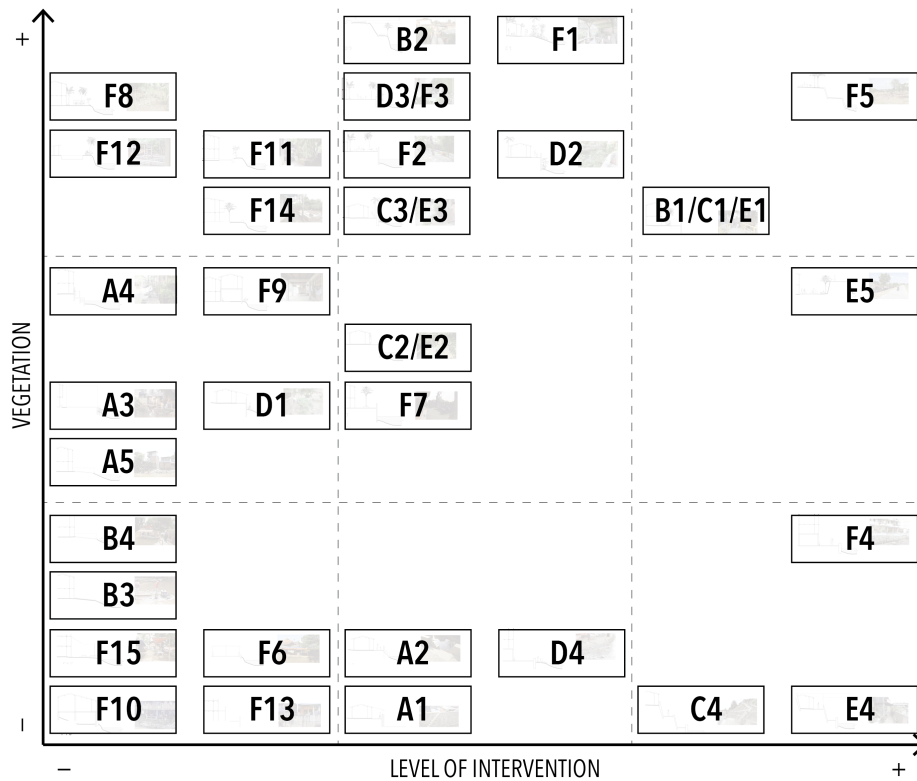 +
B2 F1
F8 D3/F3 F5
F12 F11 F2 D2
F14 C3/E3 B1/C1/E1
A4 F9 E5
C2/E2
VEGETATION
A3 D1 F7
A5
B4 F4
B3
F15 F6 A2 D4
F10 F13 A1 C4 E4
–
– LEVEL OF INTERVENTION +